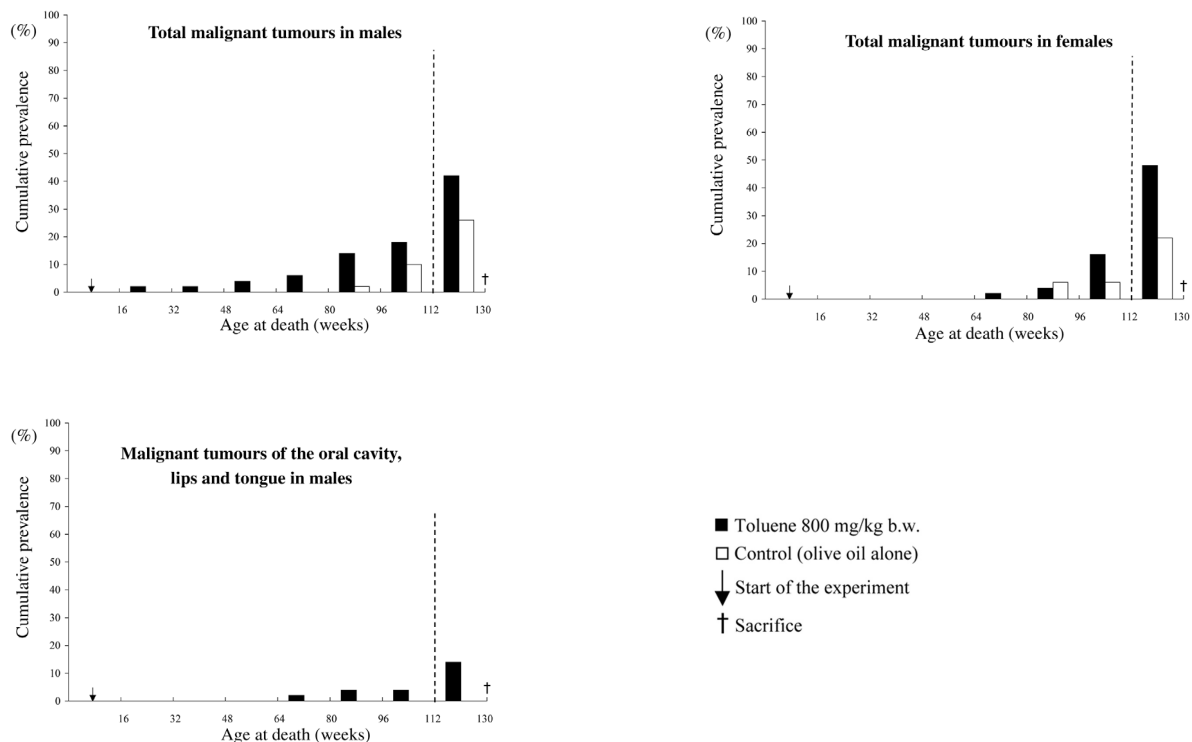 Total malignant tumours in males
(%)
Cumulative prevalence
100
90
80
70
60
50
40
30
20
10
0
16 32 48 64 80 96 112 130
†
Age at death (weeks)
Total malignant tumours in females
(%)
Cumulative prevalence
100
90
80
70
60
50
40
30
20
10
0
16 32 48 64 80 96 112 130
†
Age at death (weeks)
Malignant tumours of the oral cavity,
lips and tongue in males
(%)
Cumulative prevalence
100
90
80
70
60
50
40
30
20
10
0
16 32 48 64 80 96 112 130
†
Age at death (weeks)
Toluene 800 mg/kg b.w.
Control (olive oil alone)
Start of the experiment
† Sacrifice